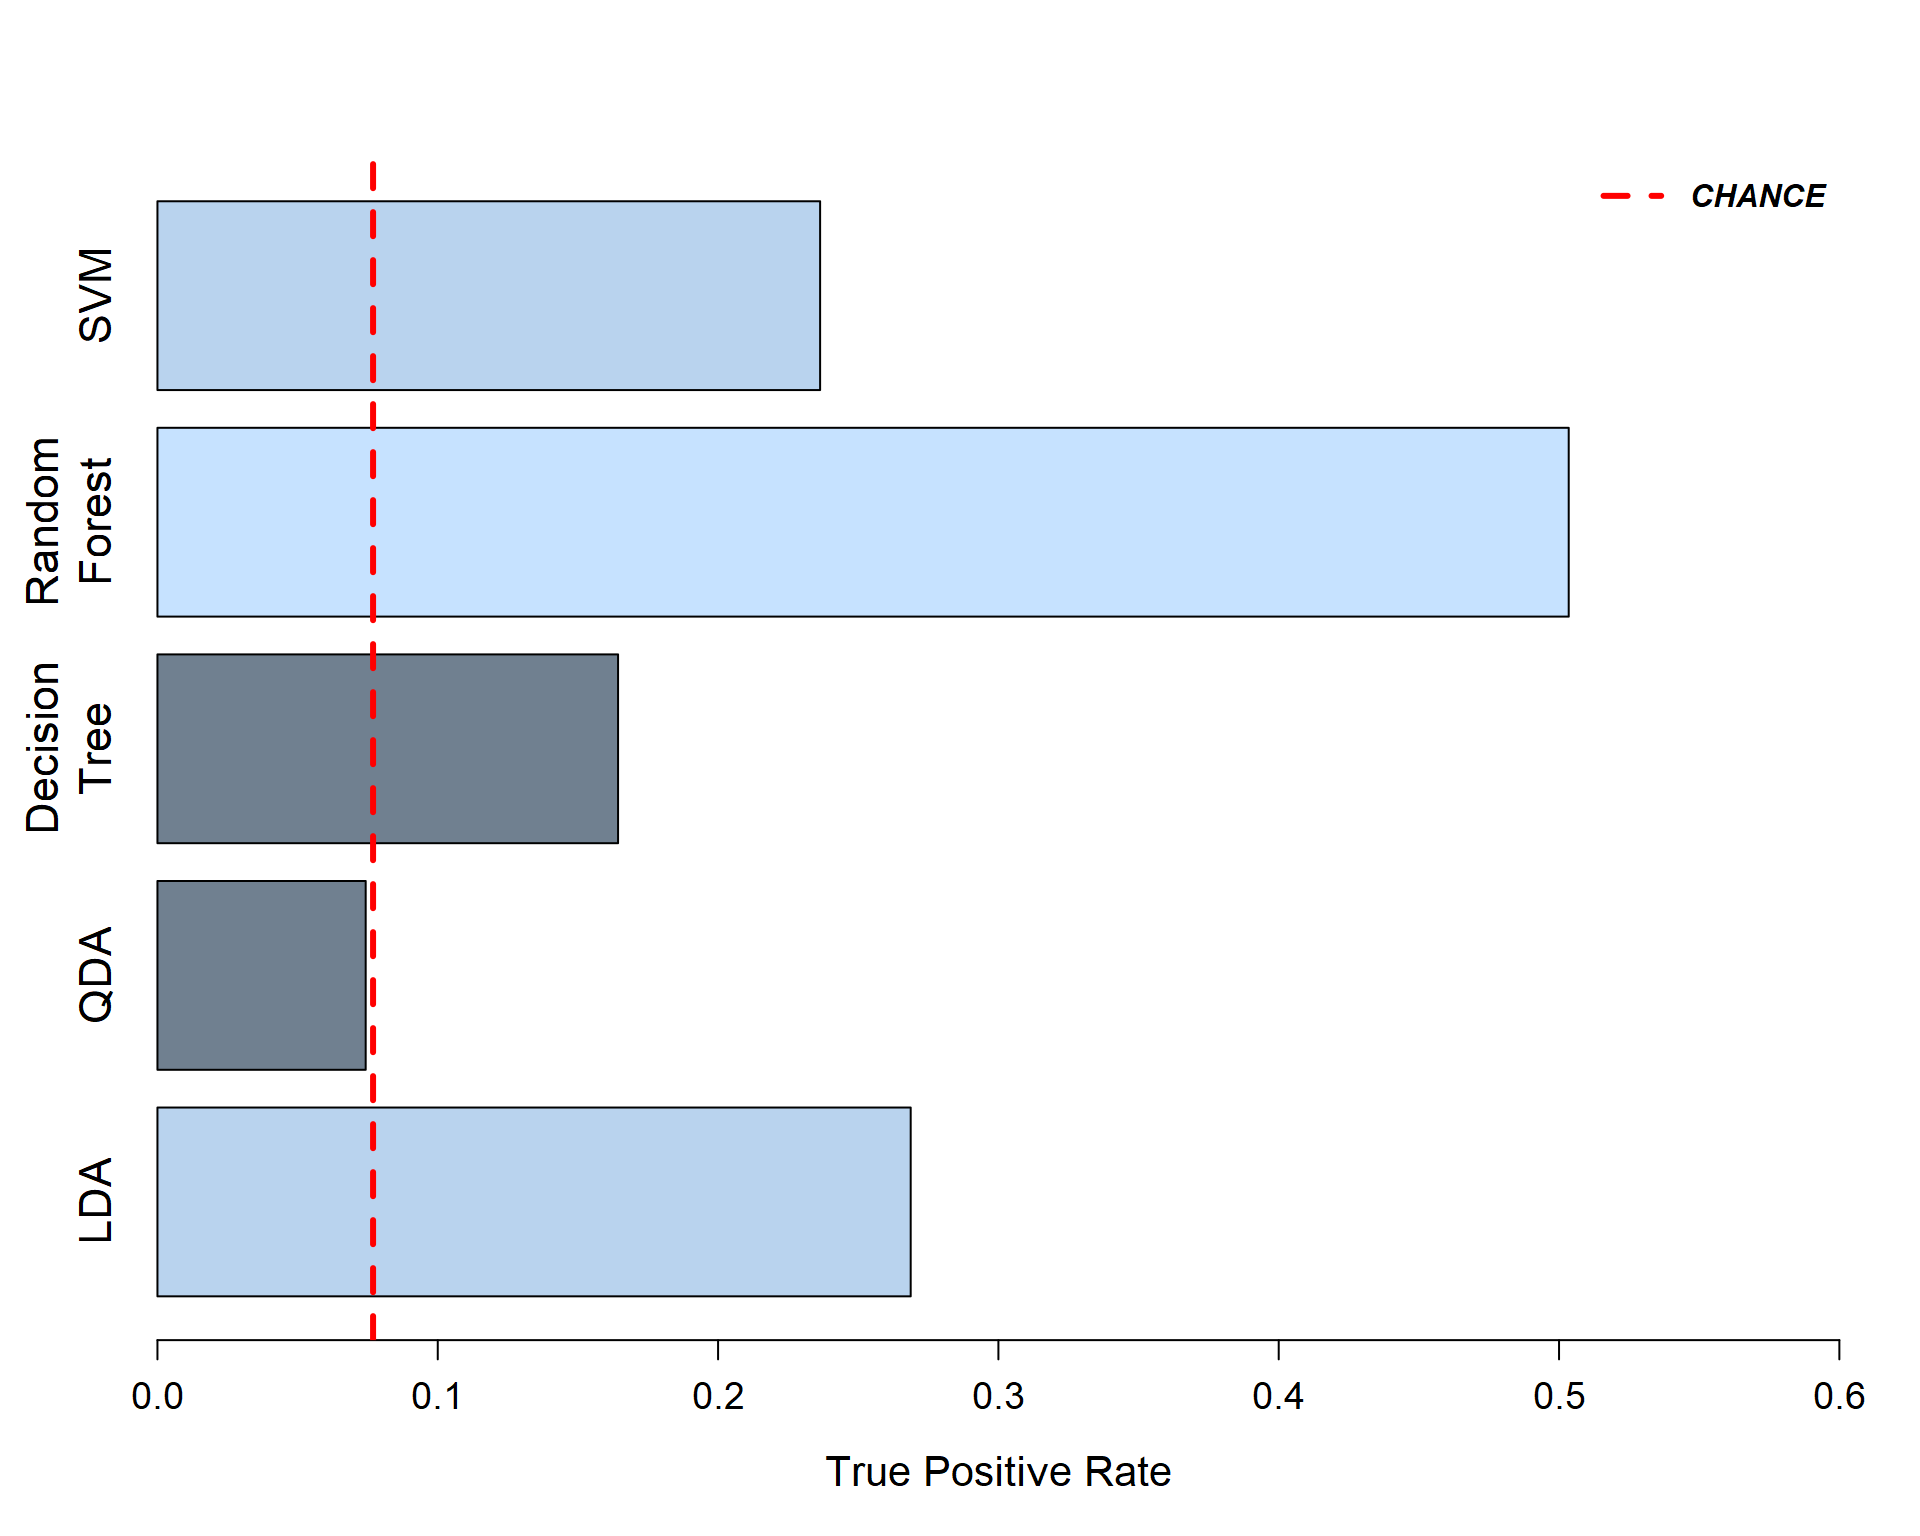 CHANCE
SVM
Random
Forest
Decision
Tree
QDA
LDA
0.0 0.1 0.2 0.3 0.4 0.5 0.6
True Positive Rate